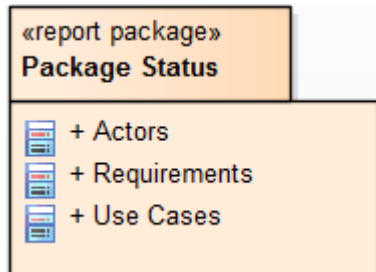 «report package»
Package Status
+ Actors
+ Requirements
+ Use Cases